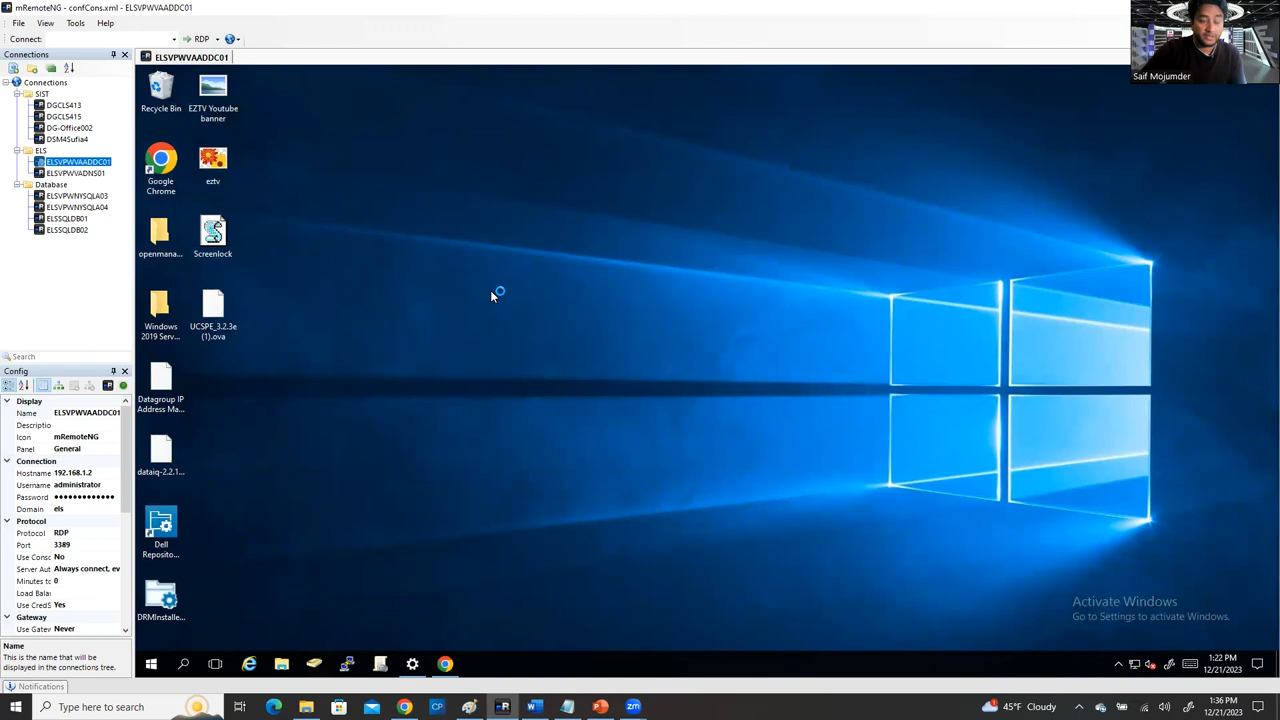 mRemoteNG - confCons.xml - ELSVPWVAADDC01
File View Tools Help
Connect: RDP
Connections
ELSVPWVAADDC01
Connections
SIST
DGCLS413
DGCLS415
DG-Office002
DSM4Sufia4
ELS
ELSVPWVAADDC01
ELSVPWVADNS01
Database
ELSVPWNYSQLA03
ELSVPWNYSQLA04
ELSSQLDB01
ELSSQLDB02
Search
Config
Display
Name ELSVPWVAADDC01
Descriptio
Icon mRemoteNG
Panel General
Connection
Hostname 192.168.1.2
Username administrator
Password ●●●●●●●●●●●●●
Domain els
Protocol
Protocol RDP
Port 3389
Use Consc No
Server Aut Always connect, ev
Minutes to 0
Load Balan
Use CredS Yes
Gateway
Use Gatew Never
Name
This is the name that will be
displayed in the connections tree.
Notifications
Recycle Bin
EZTV Youtube
banner
Google
Chrome
eztv
openmana...
Screenlock
Windows
2019 Serv...
UCSPE_3.2.3e
(1).ova
Datagroup IP
Address Ma...
dataiq-2.2.1...
Dell
Reposito...
DRMInstalle...
Saif Mojumder
Activate Windows
Go to Settings to activate Windows.
1:22 PM
12/21/2023
Type here to search
45°F Cloudy
1:36 PM
12/21/2023